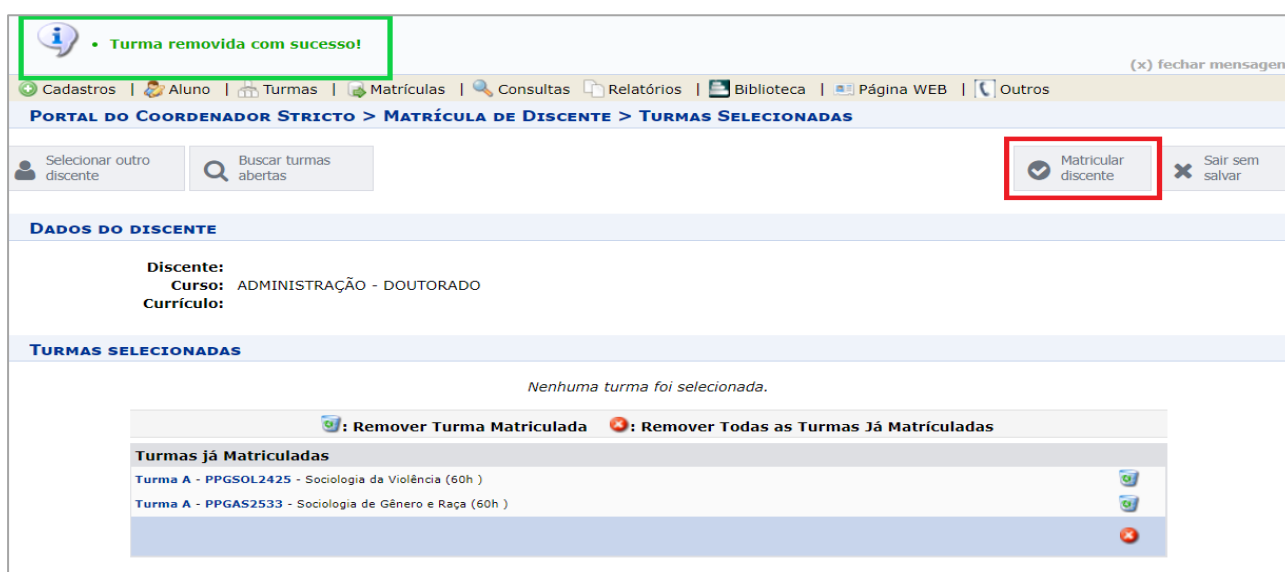 • Turma removida com sucesso!
(x) fechar mensagen
Cadastros | Aluno | Turmas | Matrículas | Consultas Relatórios | Biblioteca | Página WEB | Outros
Portal do Coordenador Stricto > Matrícula de Discente > Turmas Selecionadas
Selecionar outro discente
Buscar turmas abertas
Matricular discente
Sair sem salvar
Dados do discente
Discente:
Curso: ADMINISTRAÇÃO - DOUTORADO
Currículo:
Turmas selecionadas
Nenhuma turma foi selecionada.
: Remover Turma Matriculada : Remover Todas as Turmas Já Matrículadas
Turmas já Matriculadas
Turma A - PPGSOL2425 - Sociologia da Violência (60h )
Turma A - PPGAS2533 - Sociologia de Gênero e Raça (60h )